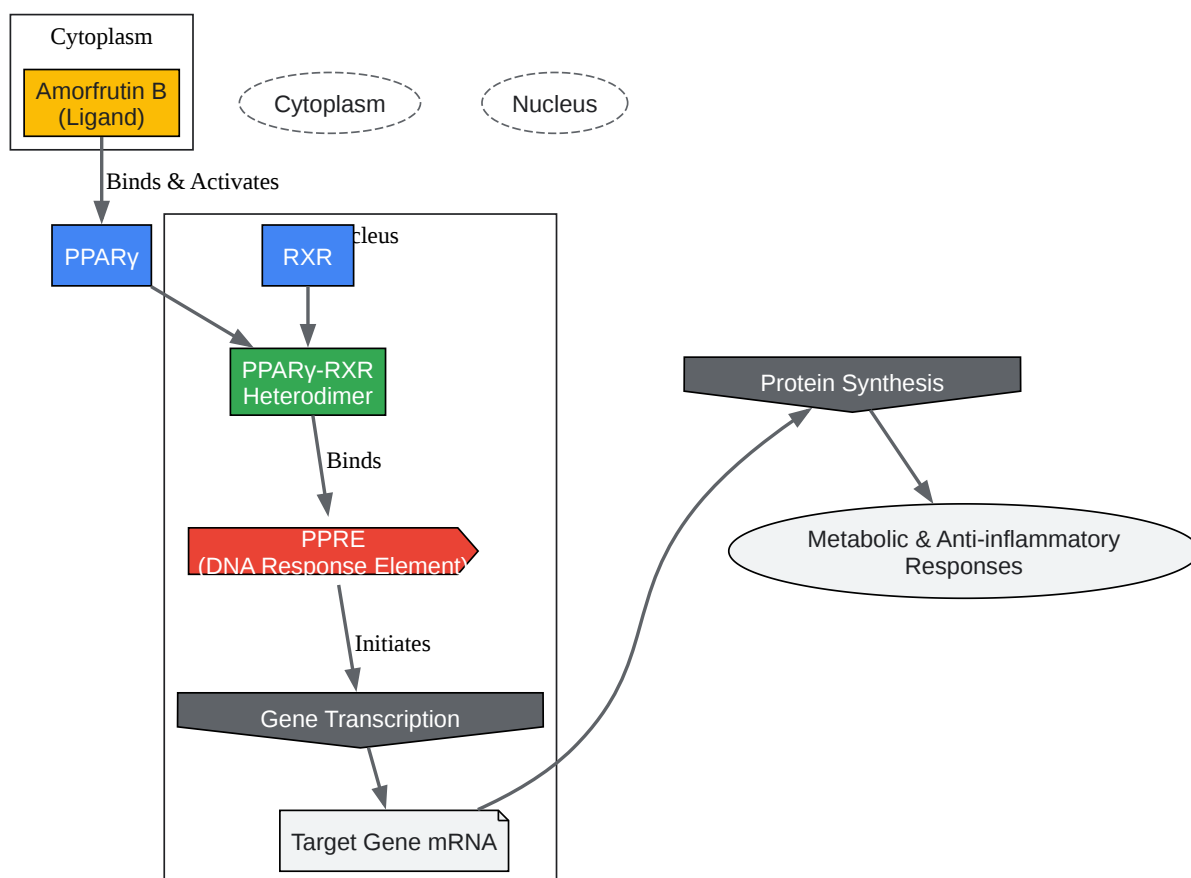 Cytoplasm
Amorfrutin B
(Ligand)
Cytoplasm
Nucleus
Binds & Activates
PPARγ
RXR
cleus
PPARγ-RXR
Heterodimer
Protein Synthesis
Binds
Metabolic & Anti-inflammatory
Responses
PPRE
(DNA Response Element)
Initiates
Gene Transcription
Target Gene mRNA